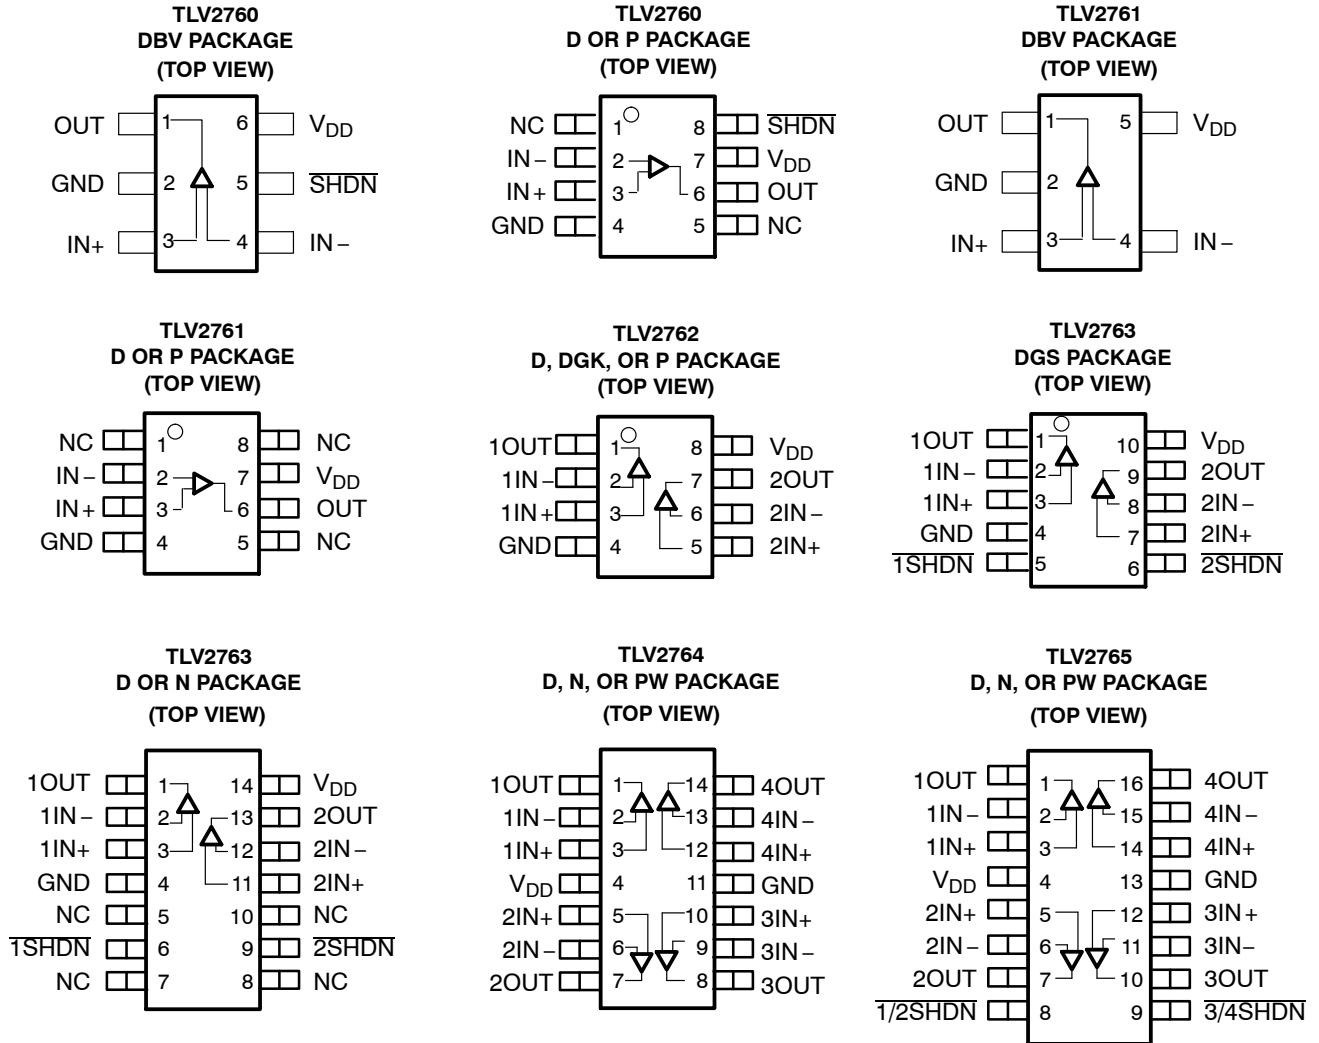 TLV2760
DBV PACKAGE
(TOP VIEW)
OUT 1 6 VDD
GND 2 5 SHDN
IN+ 3 4 IN−
TLV2760
D OR P PACKAGE
(TOP VIEW)
NC 1 8 SHDN
IN− 2 7 VDD
IN+ 3 6 OUT
GND 4 5 NC
TLV2761
DBV PACKAGE
(TOP VIEW)
OUT 1 5 VDD
GND 2
IN+ 3 4 IN−
TLV2761
D OR P PACKAGE
(TOP VIEW)
NC 1 8 NC
IN− 2 7 VDD
IN+ 3 6 OUT
GND 4 5 NC
TLV2762
D, DGK, OR P PACKAGE
(TOP VIEW)
1OUT 1 8 VDD
1IN− 2 7 2OUT
1IN+ 3 6 2IN−
GND 4 5 2IN+
TLV2763
DGS PACKAGE
(TOP VIEW)
1OUT 1 10 VDD
1IN− 2 9 2OUT
1IN+ 3 8 2IN−
GND 4 7 2IN+
1SHDN 5 6 2SHDN
TLV2763
D OR N PACKAGE
(TOP VIEW)
1OUT 1 14 VDD
1IN− 2 13 2OUT
1IN+ 3 12 2IN−
GND 4 11 2IN+
NC 5 10 NC
1SHDN 6 9 2SHDN
NC 7 8 NC
TLV2764
D, N, OR PW PACKAGE
(TOP VIEW)
1OUT 1 14 4OUT
1IN− 2 13 4IN−
1IN+ 3 12 4IN+
VDD 4 11 GND
2IN+ 5 10 3IN+
2IN− 6 9 3IN−
2OUT 7 8 3OUT
TLV2765
D, N, OR PW PACKAGE
(TOP VIEW)
1OUT 1 16 4OUT
1IN− 2 15 4IN−
1IN+ 3 14 4IN+
VDD 4 13 GND
2IN+ 5 12 3IN+
2IN− 6 11 3IN−
2OUT 7 10 3OUT
1/2SHDN 8 9 3/4SHDN